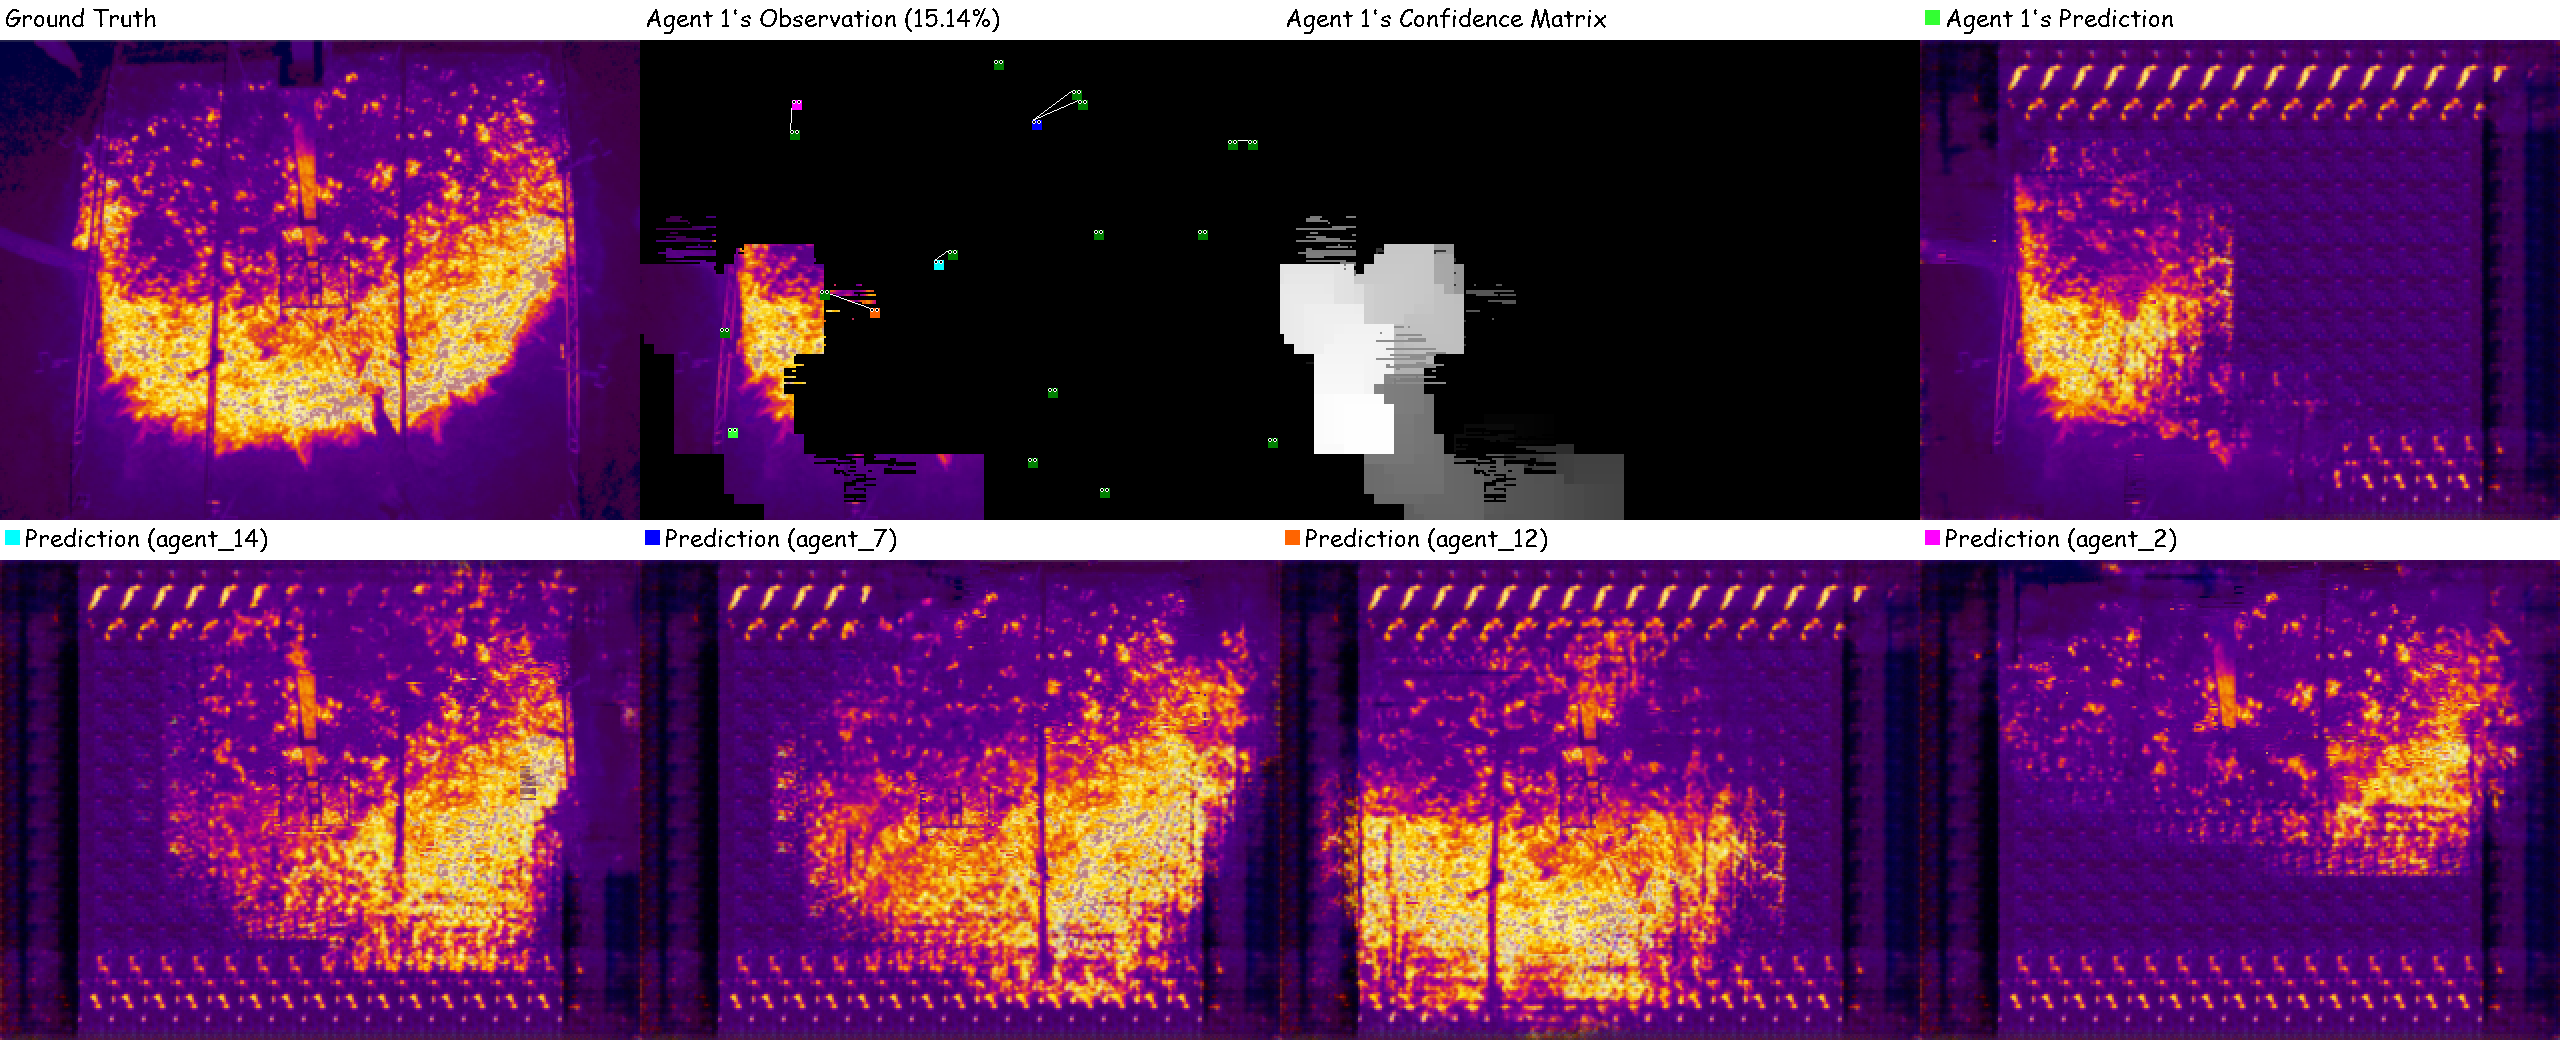 Ground Truth
Agent 1's Observation (15.14%)
Agent 1's Confidence Matrix
Agent 1's Prediction
Prediction (agent_14)
Prediction (agent_7)
Prediction (agent_12)
Prediction (agent_2)